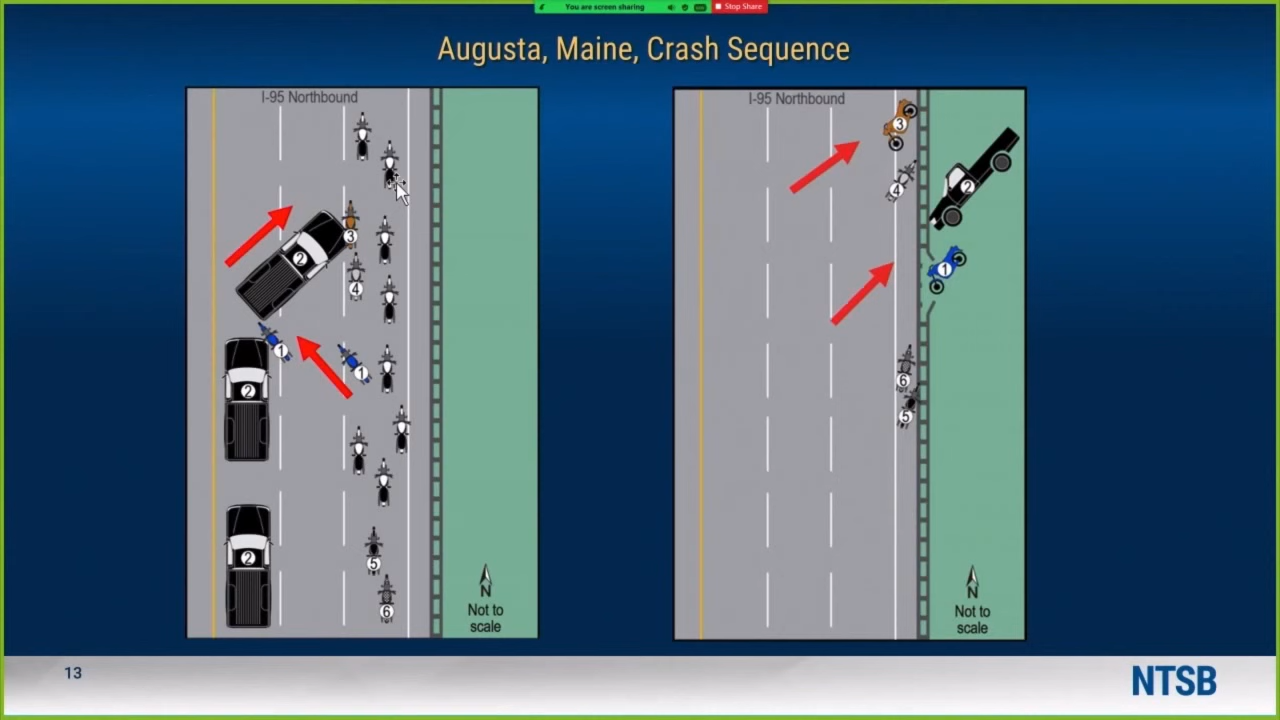 You are screen sharing
Stop Share
Augusta, Maine, Crash Sequence
I-95 Northbound
3
2
4
1
1
2
2
5
6
N
Not to
scale
I-95 Northbound
3
4
2
1
6
5
N
Not to
scale
13
NTSB